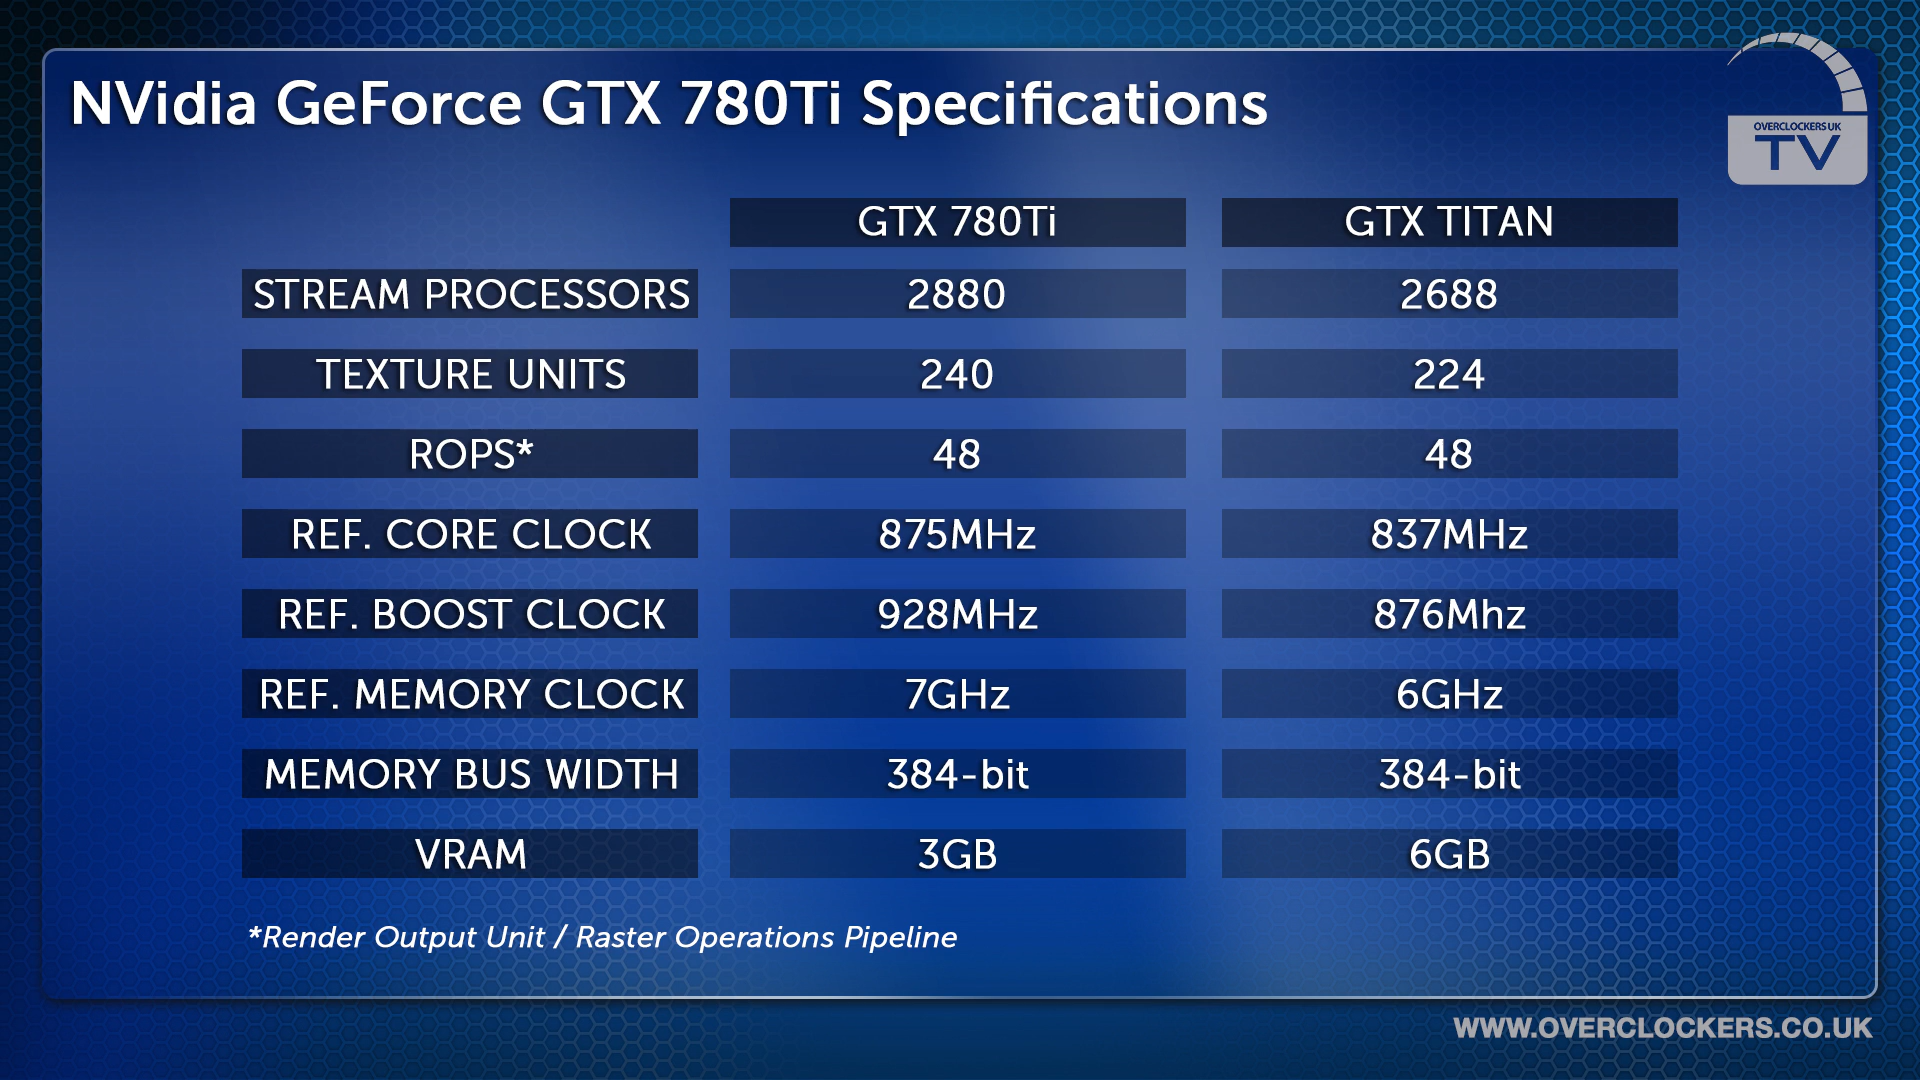 NVidia GeForce GTX 780Ti Specifications
OVERCLOCKERS UK
TV
GTX 780Ti GTX TITAN
STREAM PROCESSORS 2880 2688
TEXTURE UNITS 240 224
ROPS* 48 48
REF. CORE CLOCK 875MHz 837MHz
REF. BOOST CLOCK 928MHz 876Mhz
REF. MEMORY CLOCK 7GHz 6GHz
MEMORY BUS WIDTH 384-bit 384-bit
VRAM 3GB 6GB
*Render Output Unit / Raster Operations Pipeline
WWW.OVERCLOCKERS.CO.UK